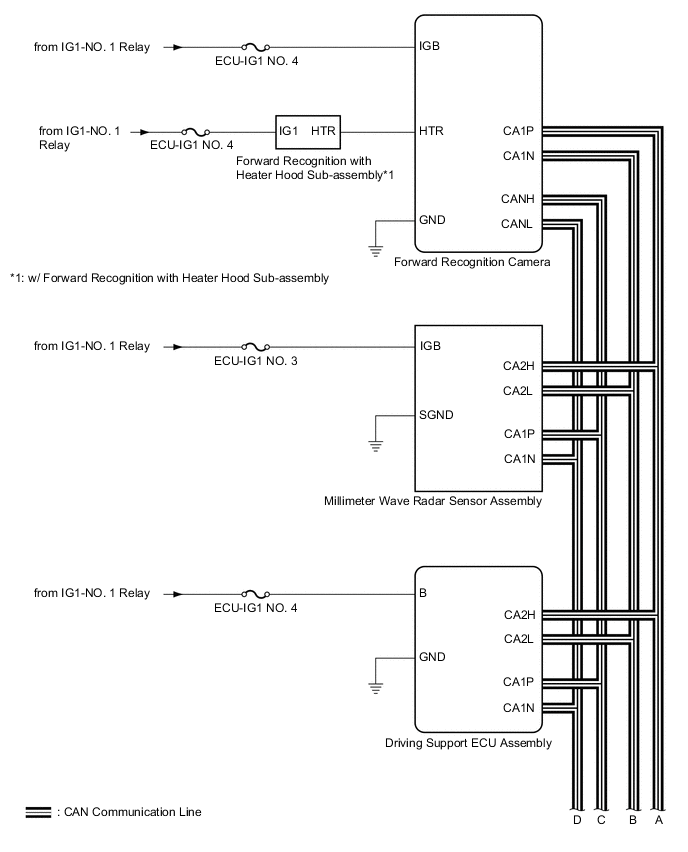 from IG1-NO. 1 Relay
ECU-IG1 NO. 4
IGB
from IG1-NO. 1
Relay
ECU-IG1 NO. 4
IG1 HTR
HTR
CA1P
CA1N
Forward Recognition with
Heater Hood Sub-assembly*1
CANH
GND
CANL
Forward Recognition Camera
*1: w/ Forward Recognition with Heater Hood Sub-assembly
from IG1-NO. 1 Relay
ECU-IG1 NO. 3
IGB
CA2H
CA2L
SGND
CA1P
CA1N
Millimeter Wave Radar Sensor Assembly
from IG1-NO. 1 Relay
ECU-IG1 NO. 4
B
CA2H
CA2L
GND
CA1P
CA1N
Driving Support ECU Assembly
: CAN Communication Line
D C B A